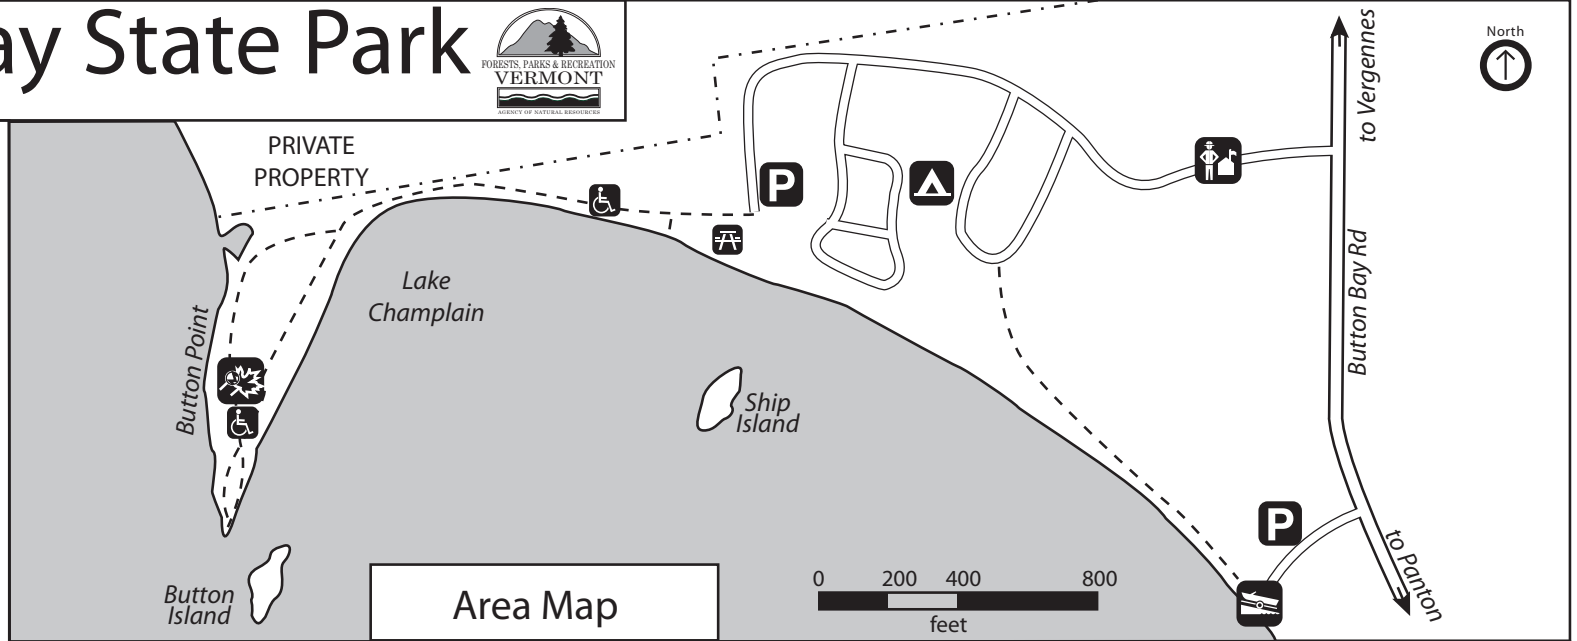 ay State Park
FORESTS, PARKS & RECREATION
VERMONT
AGENCY OF NATURAL RESOURCES
to Vergennes
North
PRIVATE
PROPERTY
P
Lake
Champlain
Button Point
Button Bay Rd
Ship
Island
P
to Panton
Button
Island
Area Map
0 200 400 800
feet